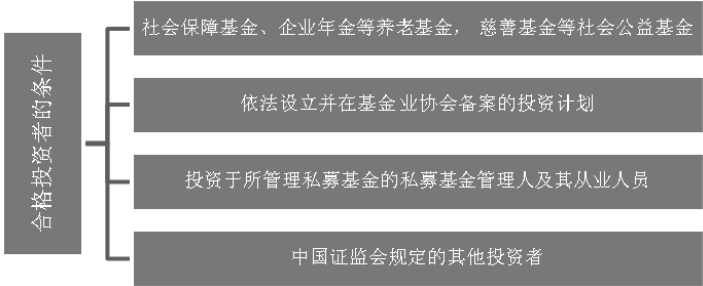 合格投资者的条件
社会保障基金、企业年金等养老基金，慈善基金等社会公益基金
依法设立并在基金业协会备案的投资计划
投资于所管理私募基金的私募基金管理人及其从业人员
中国证监会规定的其他投资者